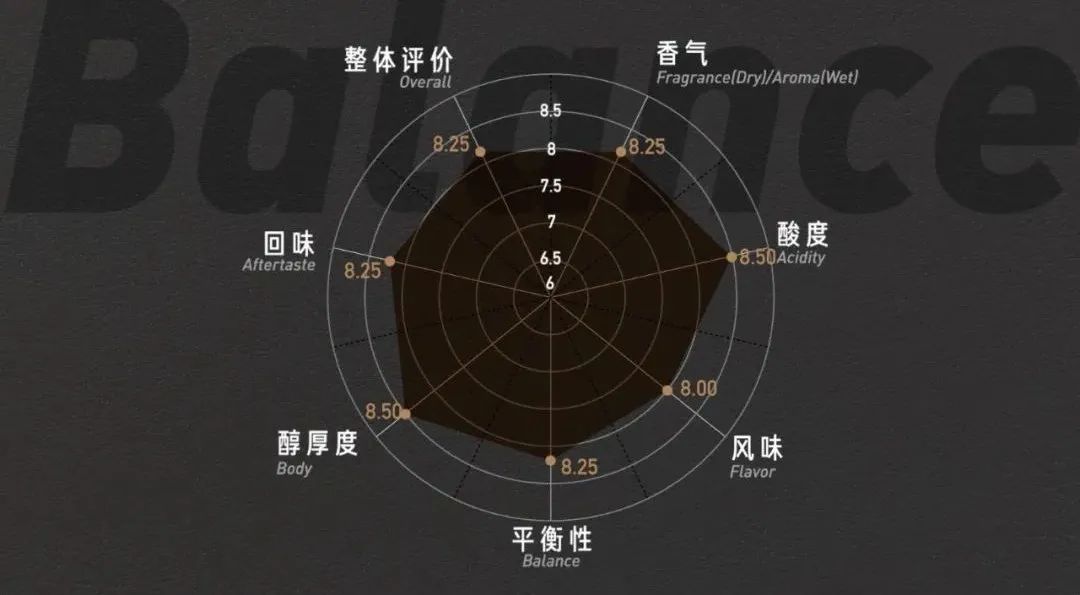 Balance
整体评价
Overall
香气
Fragrance(Dry)/Aroma(Wet)
8.5
8.25
8
8.25
7.5
7
回味
Aftertaste
酸度
Acidity
8.25
6.5
8.50
6
8.50
8.00
醇厚度
Body
风味
Flavor
8.25
平衡性
Balance